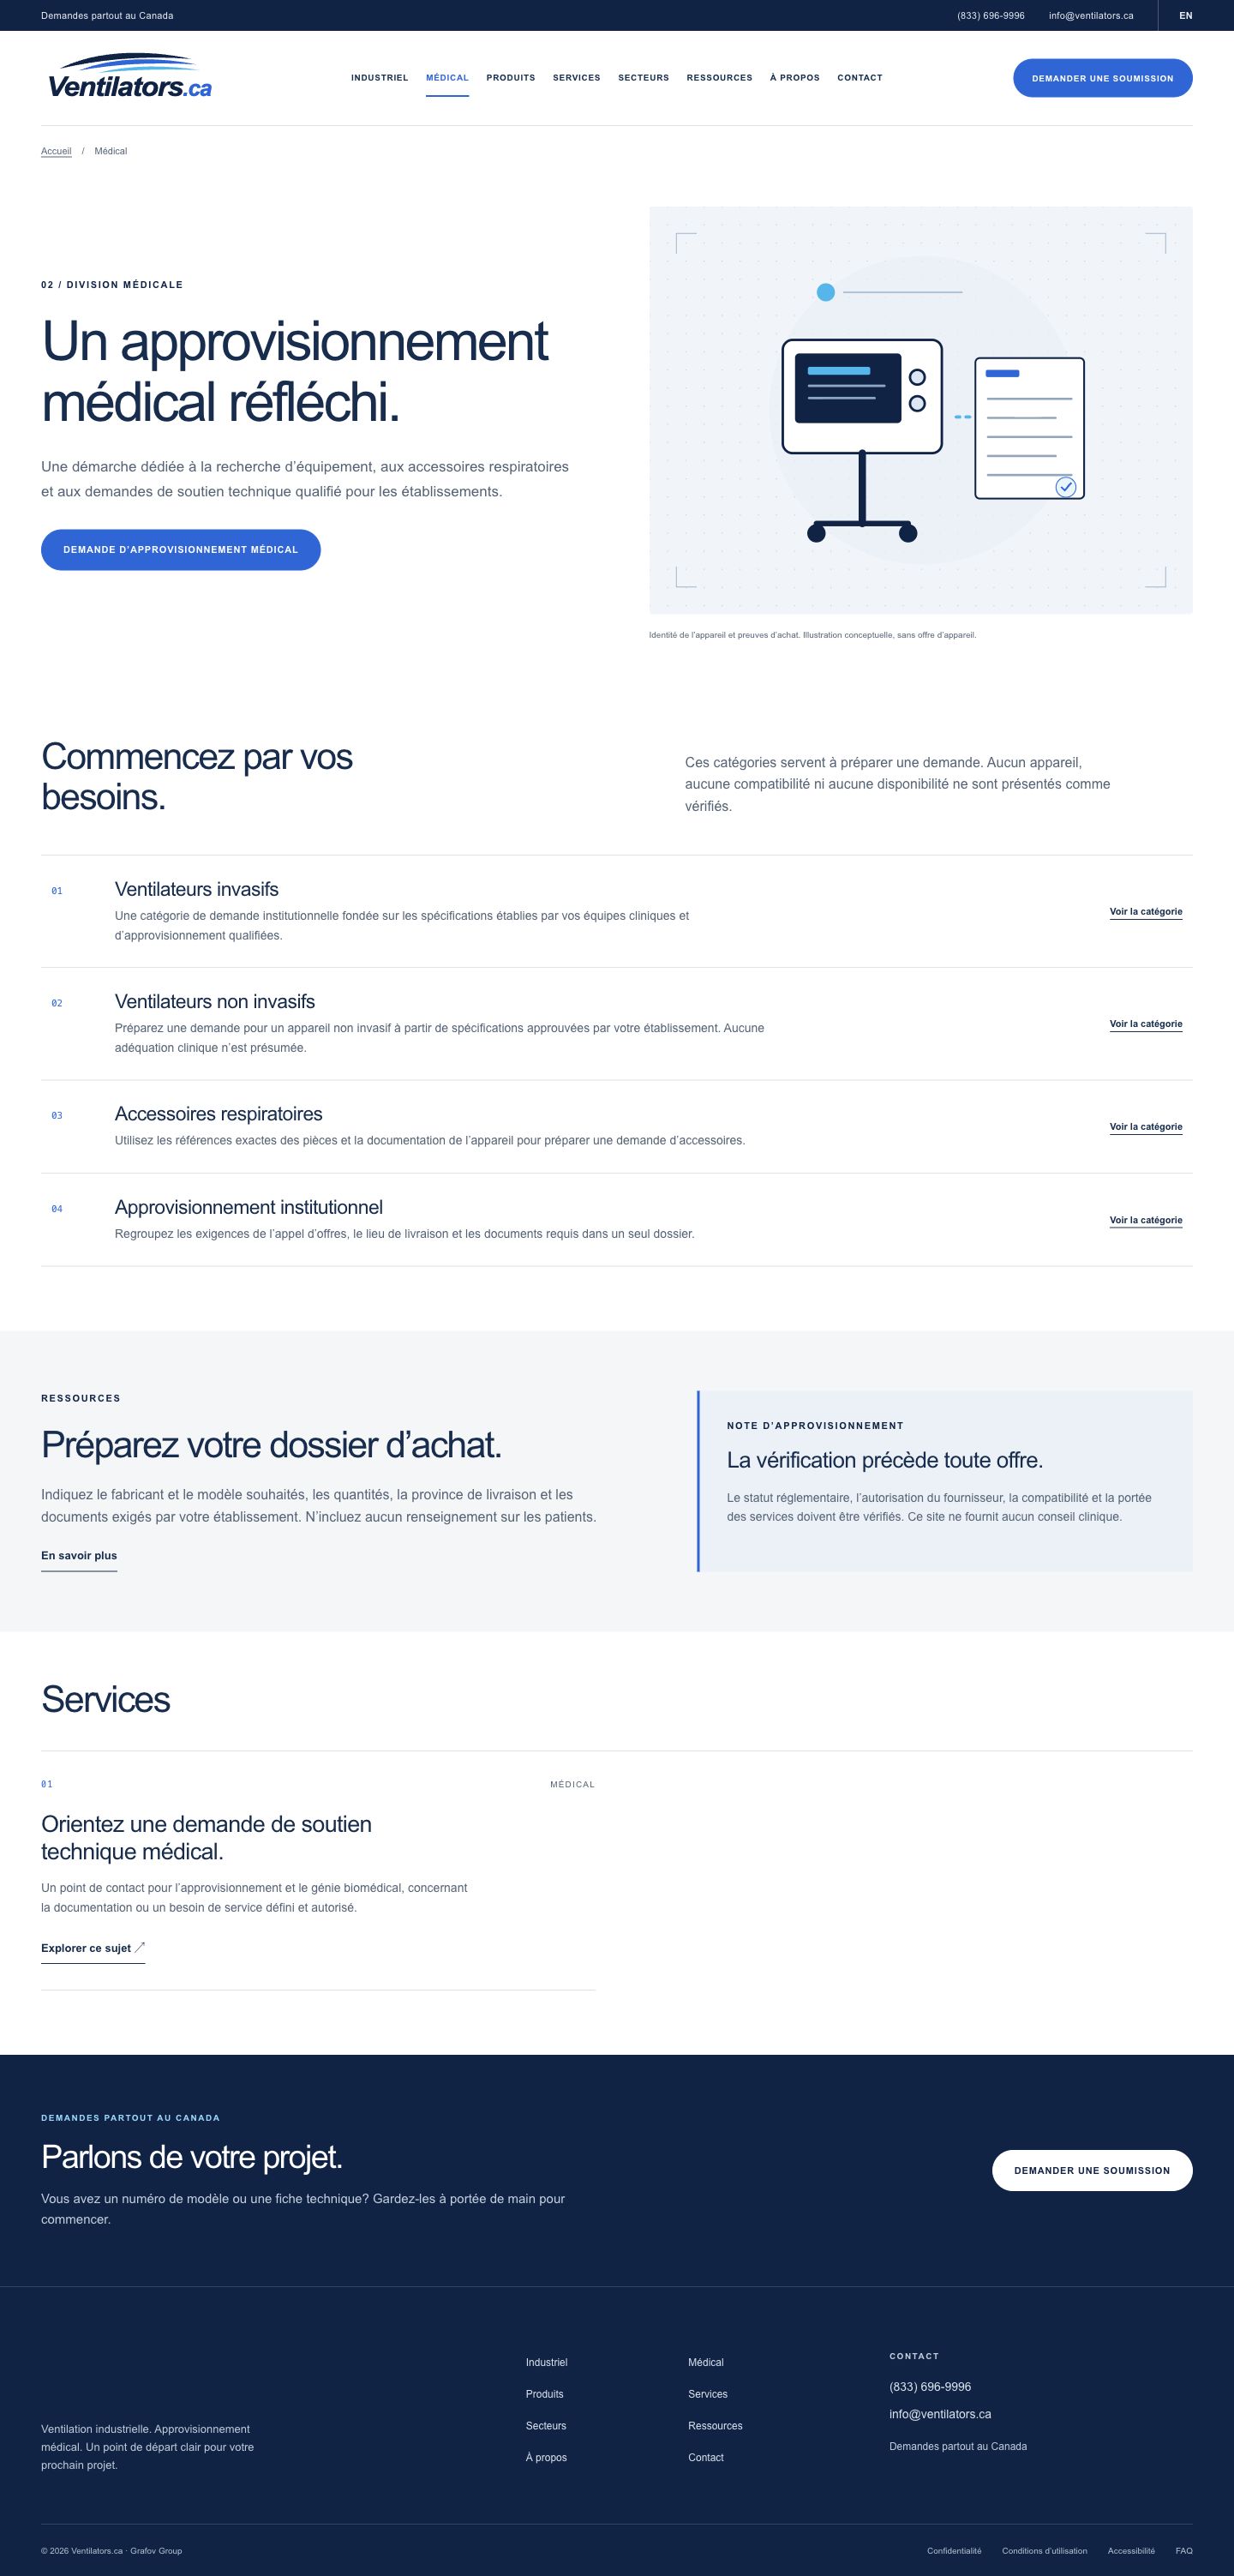 Demandes partout au Canada
(833) 696-9996
info@ventilators.ca
EN
Ventilators.ca
INDUSTRIEL
MÉDICAL
PRODUITS
SERVICES
SECTEURS
RESSOURCES
À PROPOS
CONTACT
DEMANDER UNE SOUMISSION
Accueil / Médical
02 / DIVISION MÉDICALE
Un approvisionnement
médical réfléchi.
Une démarche dédiée à la recherche d’équipement, aux accessoires respiratoires
et aux demandes de soutien technique qualifié pour les établissements.
DEMANDE D’APPROVISIONNEMENT MÉDICAL
Identité de l’appareil et preuves d’achat. Illustration conceptuelle, sans offre d’appareil.
Commencez par vos
besoins.
Ces catégories servent à préparer une demande. Aucun appareil,
aucune compatibilité ni aucune disponibilité ne sont présentés comme
vérifiés.
01
Ventilateurs invasifs
Une catégorie de demande institutionnelle fondée sur les spécifications établies par vos équipes cliniques et
d’approvisionnement qualifiées.
Voir la catégorie
02
Ventilateurs non invasifs
Préparez une demande pour un appareil non invasif à partir de spécifications approuvées par votre établissement. Aucune
adéquation clinique n’est présumée.
Voir la catégorie
03
Accessoires respiratoires
Utilisez les références exactes des pièces et la documentation de l’appareil pour préparer une demande d’accessoires.
Voir la catégorie
04
Approvisionnement institutionnel
Regroupez les exigences de l’appel d’offres, le lieu de livraison et les documents requis dans un seul dossier.
Voir la catégorie
RESSOURCES
Préparez votre dossier d’achat.
Indiquez le fabricant et le modèle souhaités, les quantités, la province de livraison et les
documents exigés par votre établissement. N’incluez aucun renseignement sur les patients.
En savoir plus
NOTE D’APPROVISIONNEMENT
La vérification précède toute offre.
Le statut réglementaire, l’autorisation du fournisseur, la compatibilité et la portée
des services doivent être vérifiés. Ce site ne fournit aucun conseil clinique.
Services
01
MÉDICAL
Orientez une demande de soutien
technique médical.
Un point de contact pour l’approvisionnement et le génie biomédical, concernant
la documentation ou un besoin de service défini et autorisé.
Explorer ce sujet
DEMANDES PARTOUT AU CANADA
Parlons de votre projet.
Vous avez un numéro de modèle ou une fiche technique? Gardez-les à portée de main pour
commencer.
DEMANDER UNE SOUMISSION
Ventilation industrielle. Approvisionnement
médical. Un point de départ clair pour votre
prochain projet.
Industriel
Produits
Secteurs
À propos
Médical
Services
Ressources
Contact
CONTACT
(833) 696-9996
info@ventilators.ca
Demandes partout au Canada
© 2026 Ventilators.ca · Grafov Group
Confidentialité
Conditions d’utilisation
Accessibilité
FAQ